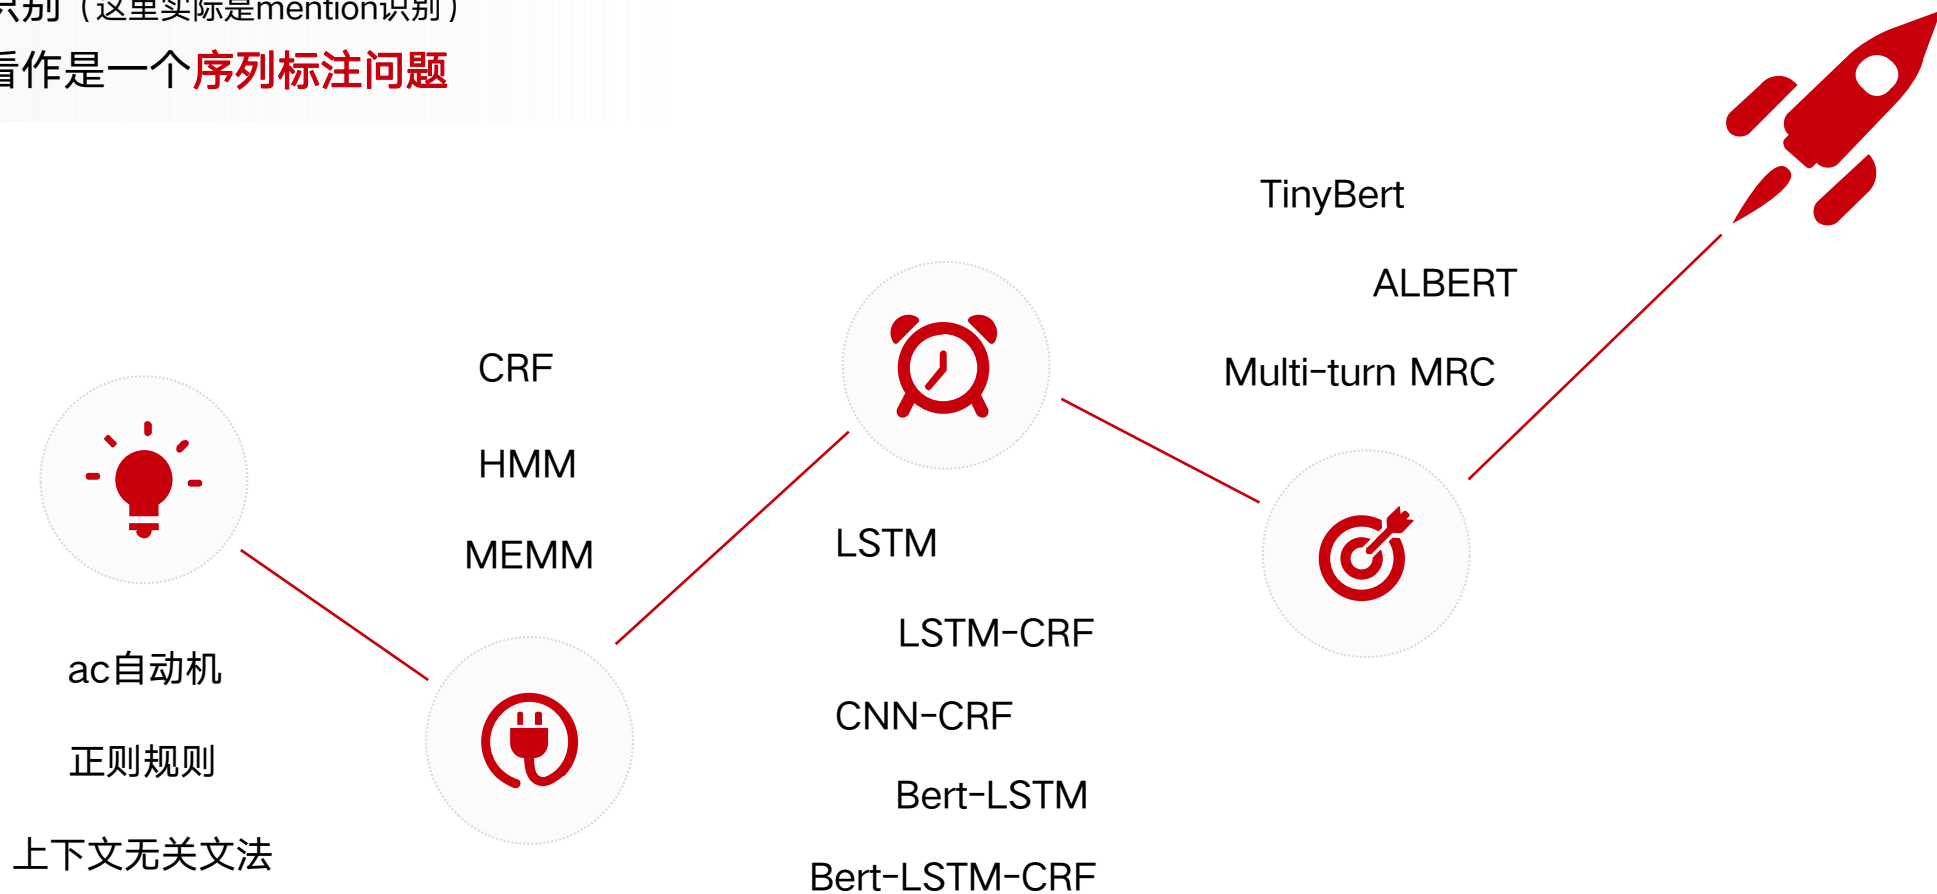 识别（这里实际是mention识别）
看作是一个序列标注问题
ac自动机
正则规则
上下文无关文法
CRF
HMM
MEMM
LSTM
LSTM-CRF
CNN-CRF
Bert-LSTM
Bert-LSTM-CRF
TinyBert
ALBERT
Multi-turn MRC